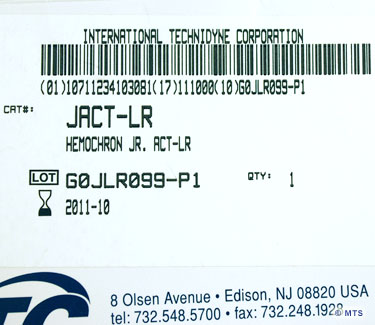 INTERNATIONAL TECHNIDYNE CORPORATION
(01)10711234103081(17)111000(10)G0JLR099-P1
CAT#: JACT-LR
HEMOCHRON JR. ACT-LR
LOT G0JLR099-P1 QTY: 1
2011-10
8 Olsen Avenue • Edison, NJ 08820 USA
tel: 732.548.5700 • fax: 732.248.1928
© MTS